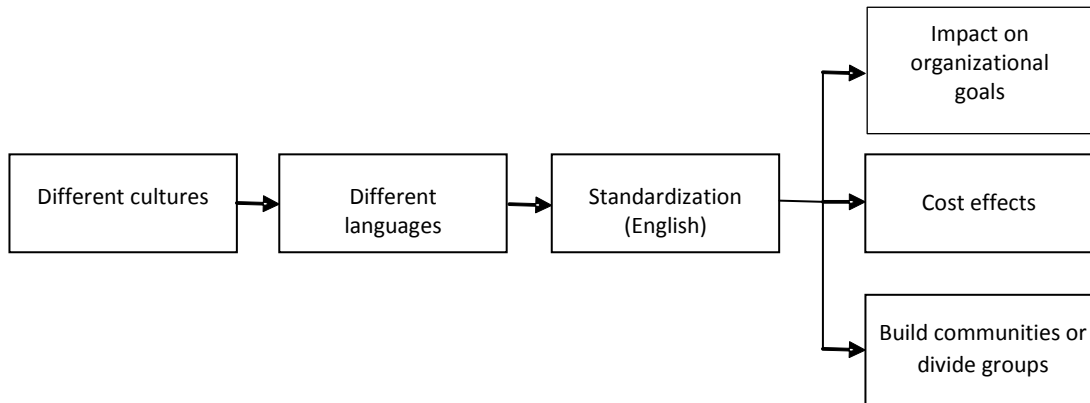 Impact on
organizational
goals
Different cultures
Different
languages
Standardization
(English)
Cost effects
Build communities or
divide groups